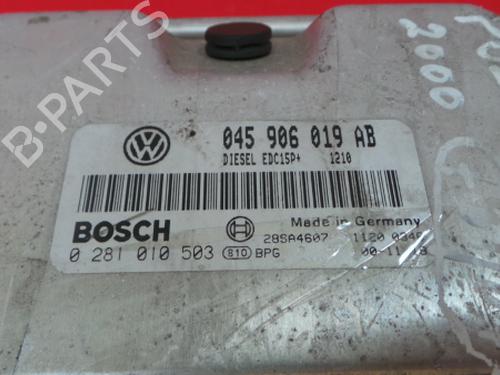 2000
045 906 019 AB
DIESEL EDC15P+ 1210
BOSCH
Made in Germany
0 281 010 503
28SA4607
B10 BPG
B-PARTS